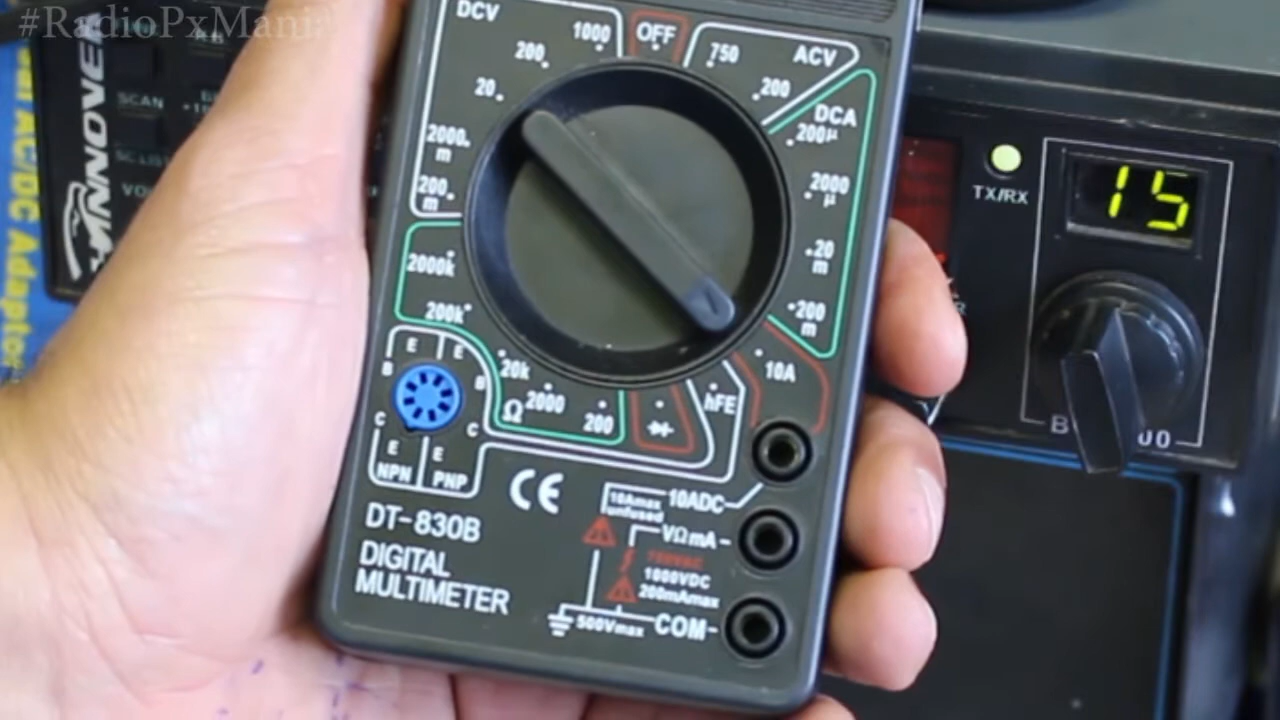 #RadioPxMania
DCV
1000
OFF
750
ACV
200
200
20
DCA
200µ
2000
m
2000
µ
200
m
20
m
2000k
200
m
200k
20k
10A
Ω
2000
200
hFE
E
E
B
B
C
C
E
E
NPN
PNP
CE
10Amax
unfused
10ADC
DT-830B
VΩmA
DIGITAL
MULTIMETER
1000VDC
200mAmax
500Vmax
COM
SCAN
VO
AC/DC Adaptor
TX/RX
15